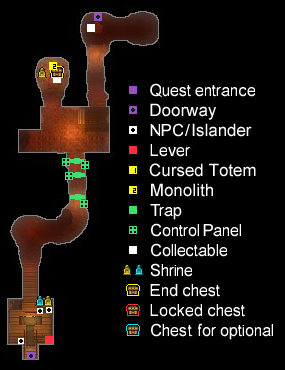 Quest entrance
Doorway
NPC/Islander
Lever
Cursed Totem
Monolith
Trap
Control Panel
Collectable
Shrine
End chest
Locked chest
Chest for optional